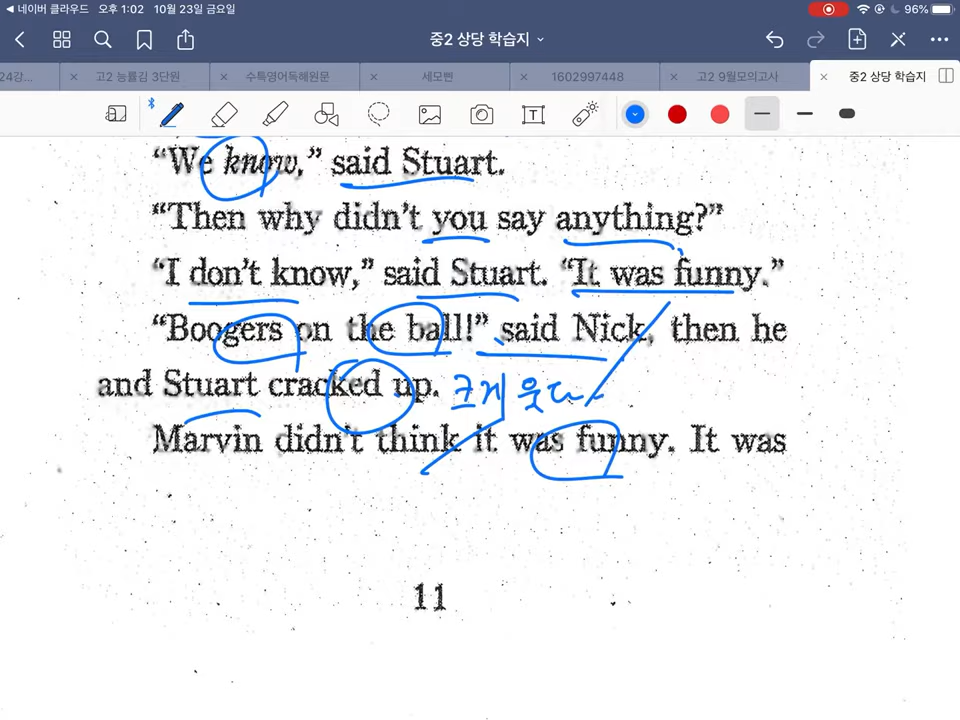 네이버 클라우드 오후 1:02 10월 23일 금요일 96%
중2 상당 학습지
24강... 고2 능률김 3단원 수특영어독해원문 세모삔 1602997448 고2 9월모의고사 중2 상당 학습지
“We know,” said Stuart.
“Then why didn’t you say anything?”
“I don’t know,” said Stuart. “It was funny.”
“Boogers on the ball!” said Nick, then he
and Stuart cracked up. 크게 웃다
Marvin didn’t think it was funny. It was
11